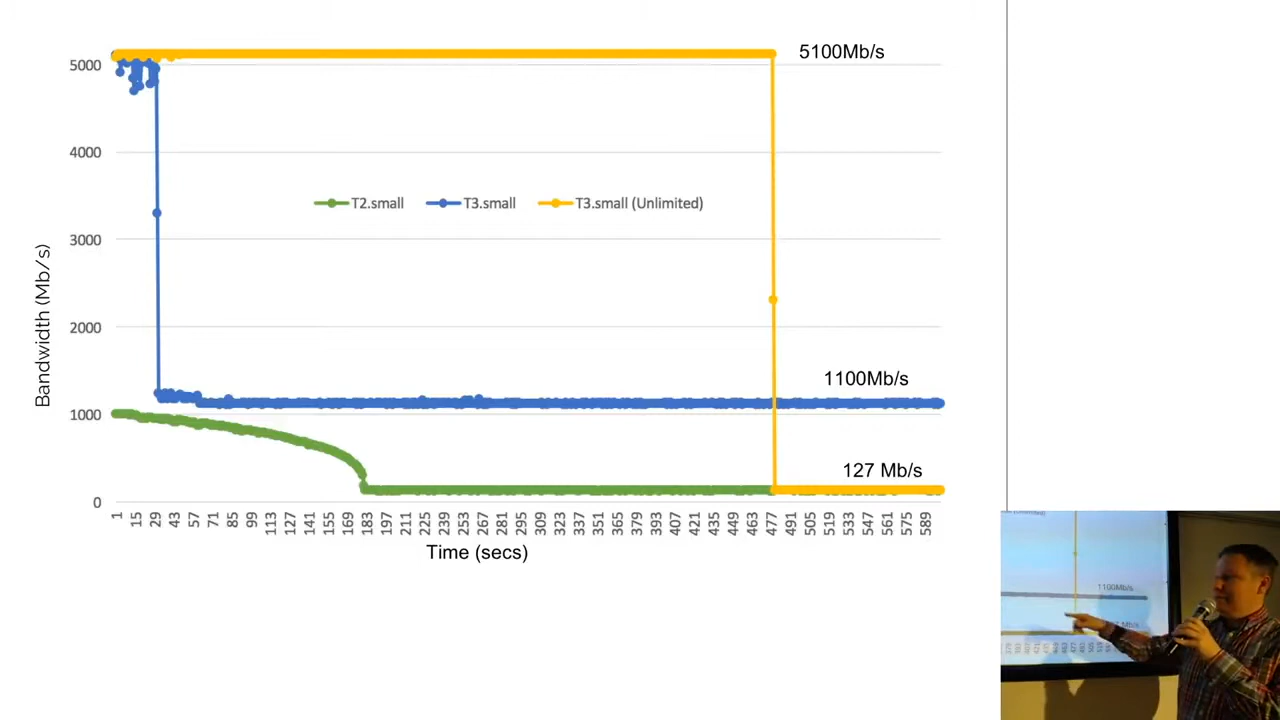 5100Mb/s
5000
4000
T2.small T3.small T3.small (Unlimited)
3000
Bandwidth (Mb/s)
2000
1100Mb/s
1000
127 Mb/s
0
1 15 29 43 57 71 85 99 113 127 141 155 169 183 197 211 225 239 253 267 281 295 309 323 337 351 365 379 393 407 421 435 449 463 477 491 505 519 533 547 561 575 589
Time (secs)
1100Mb/s
Mb/s